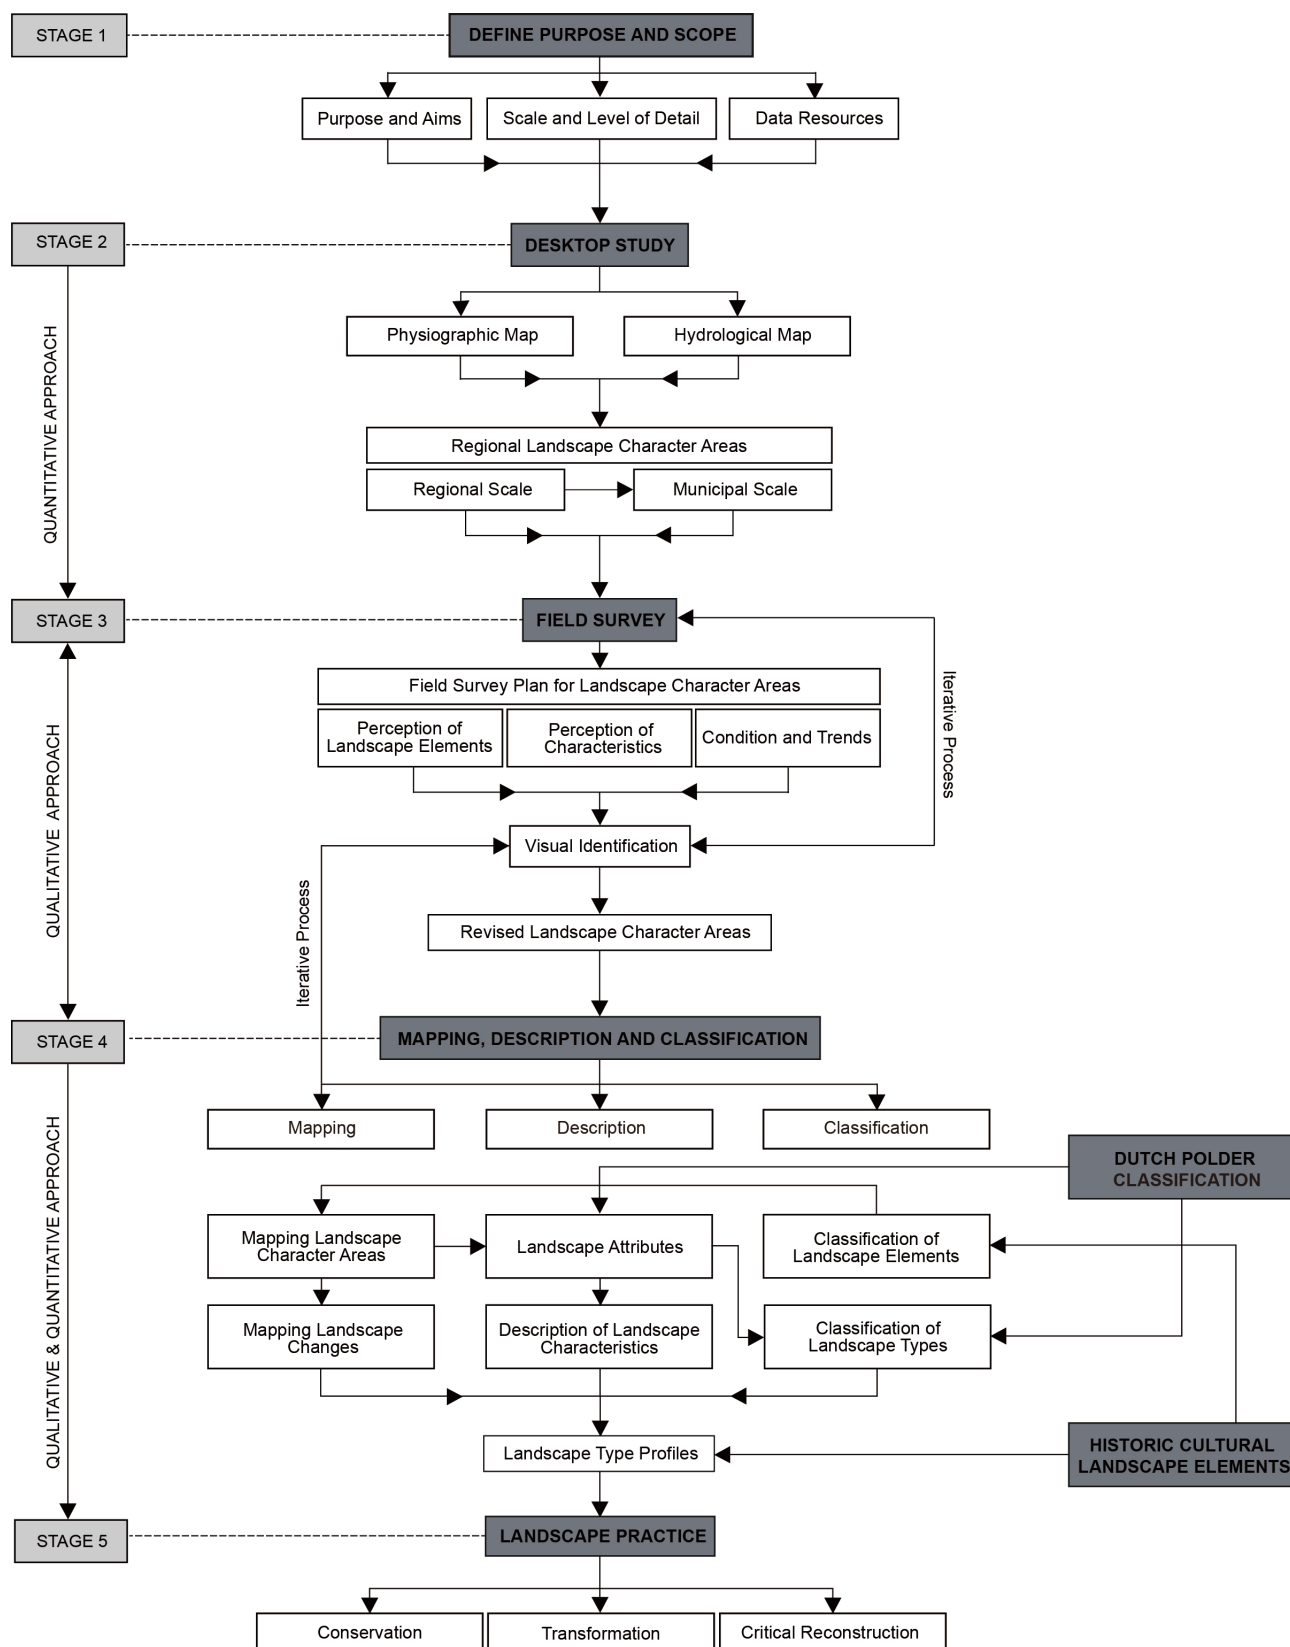 STAGE 1
DEFINE PURPOSE AND SCOPE
Purpose and Aims
Scale and Level of Detail
Data Resources
STAGE 2
DESKTOP STUDY
Physiographic Map
Hydrological Map
QUANTITATIVE APPROACH
Regional Landscape Character Areas
Regional Scale
Municipal Scale
STAGE 3
FIELD SURVEY
Field Survey Plan for Landscape Character Areas
Perception of
Landscape Elements
Perception of
Characteristics
Condition and Trends
Iterative Process
QUALITATIVE APPROACH
Visual Identification
Iterative Process
Revised Landscape Character Areas
STAGE 4
MAPPING, DESCRIPTION AND CLASSIFICATION
Mapping
Description
Classification
DUTCH POLDER
CLASSIFICATION
QUALITATIVE & QUANTITATIVE APPROACH
Mapping Landscape
Character Areas
Landscape Attributes
Classification of
Landscape Elements
Mapping Landscape
Changes
Description of Landscape
Characteristics
Classification of
Landscape Types
Landscape Type Profiles
HISTORIC CULTURAL
LANDSCAPE ELEMENTS
STAGE 5
LANDSCAPE PRACTICE
Conservation
Transformation
Critical Reconstruction